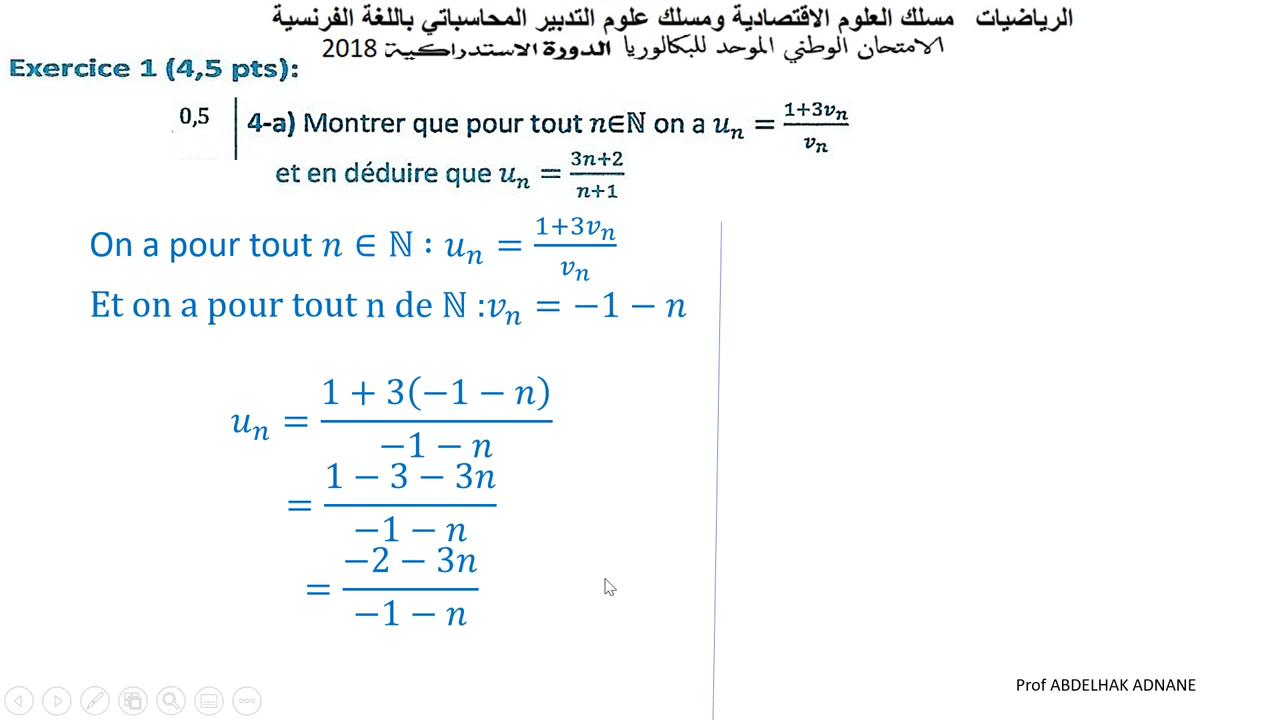 الرياضيات مسلك العلوم الاقتصادية ومسلك علوم التدبير المحاسباتي باللغة الفرنسية
الامتحان الوطني الموحد للبكالوريا الدورة الاستدراكية 2018
Exercice 1 (4,5 pts):
0,5 4-a) Montrer que pour tout n∈ℕ on a uₙ = (1+3vₙ)/vₙ
et en déduire que uₙ = (3n+2)/(n+1)
On a pour tout n ∈ ℕ : uₙ = (1+3vₙ)/vₙ
Et on a pour tout n de ℕ :vₙ = −1 − n
uₙ = (1 + 3(−1 − n))/(−1 − n)
= (1 − 3 − 3n)/(−1 − n)
= (−2 − 3n)/(−1 − n)
Prof ABDELHAK ADNANE